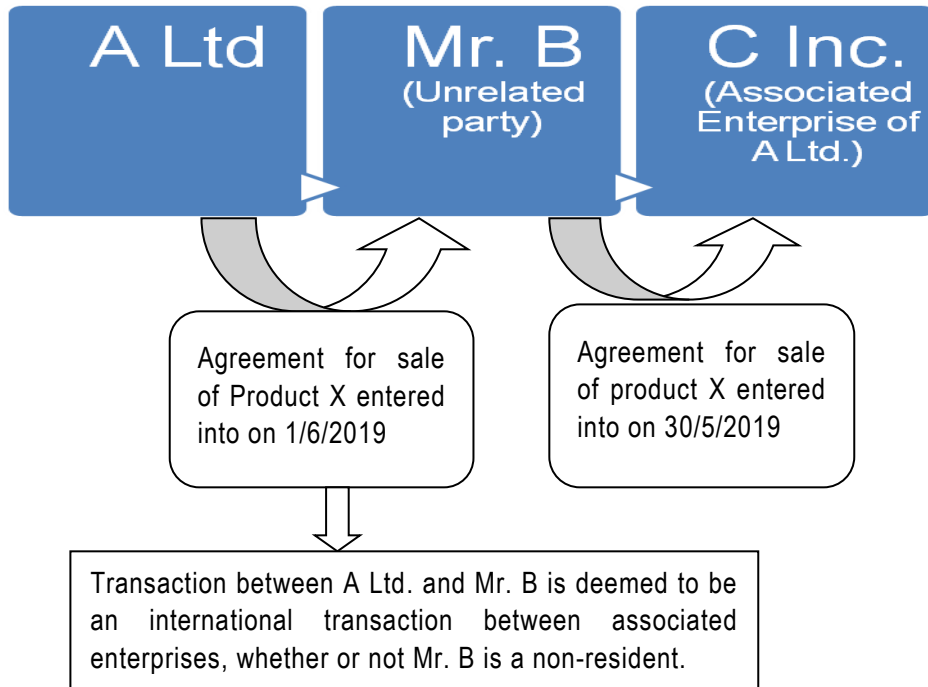 A Ltd
Mr. B
(Unrelated
party)
C Inc.
(Associated
Enterprise of
A Ltd.)
Agreement for sale
of Product X entered
into on 1/6/2019
Agreement for sale
of product X entered
into on 30/5/2019
Transaction between A Ltd. and Mr. B is deemed to be
an international transaction between associated
enterprises, whether or not Mr. B is a non-resident.